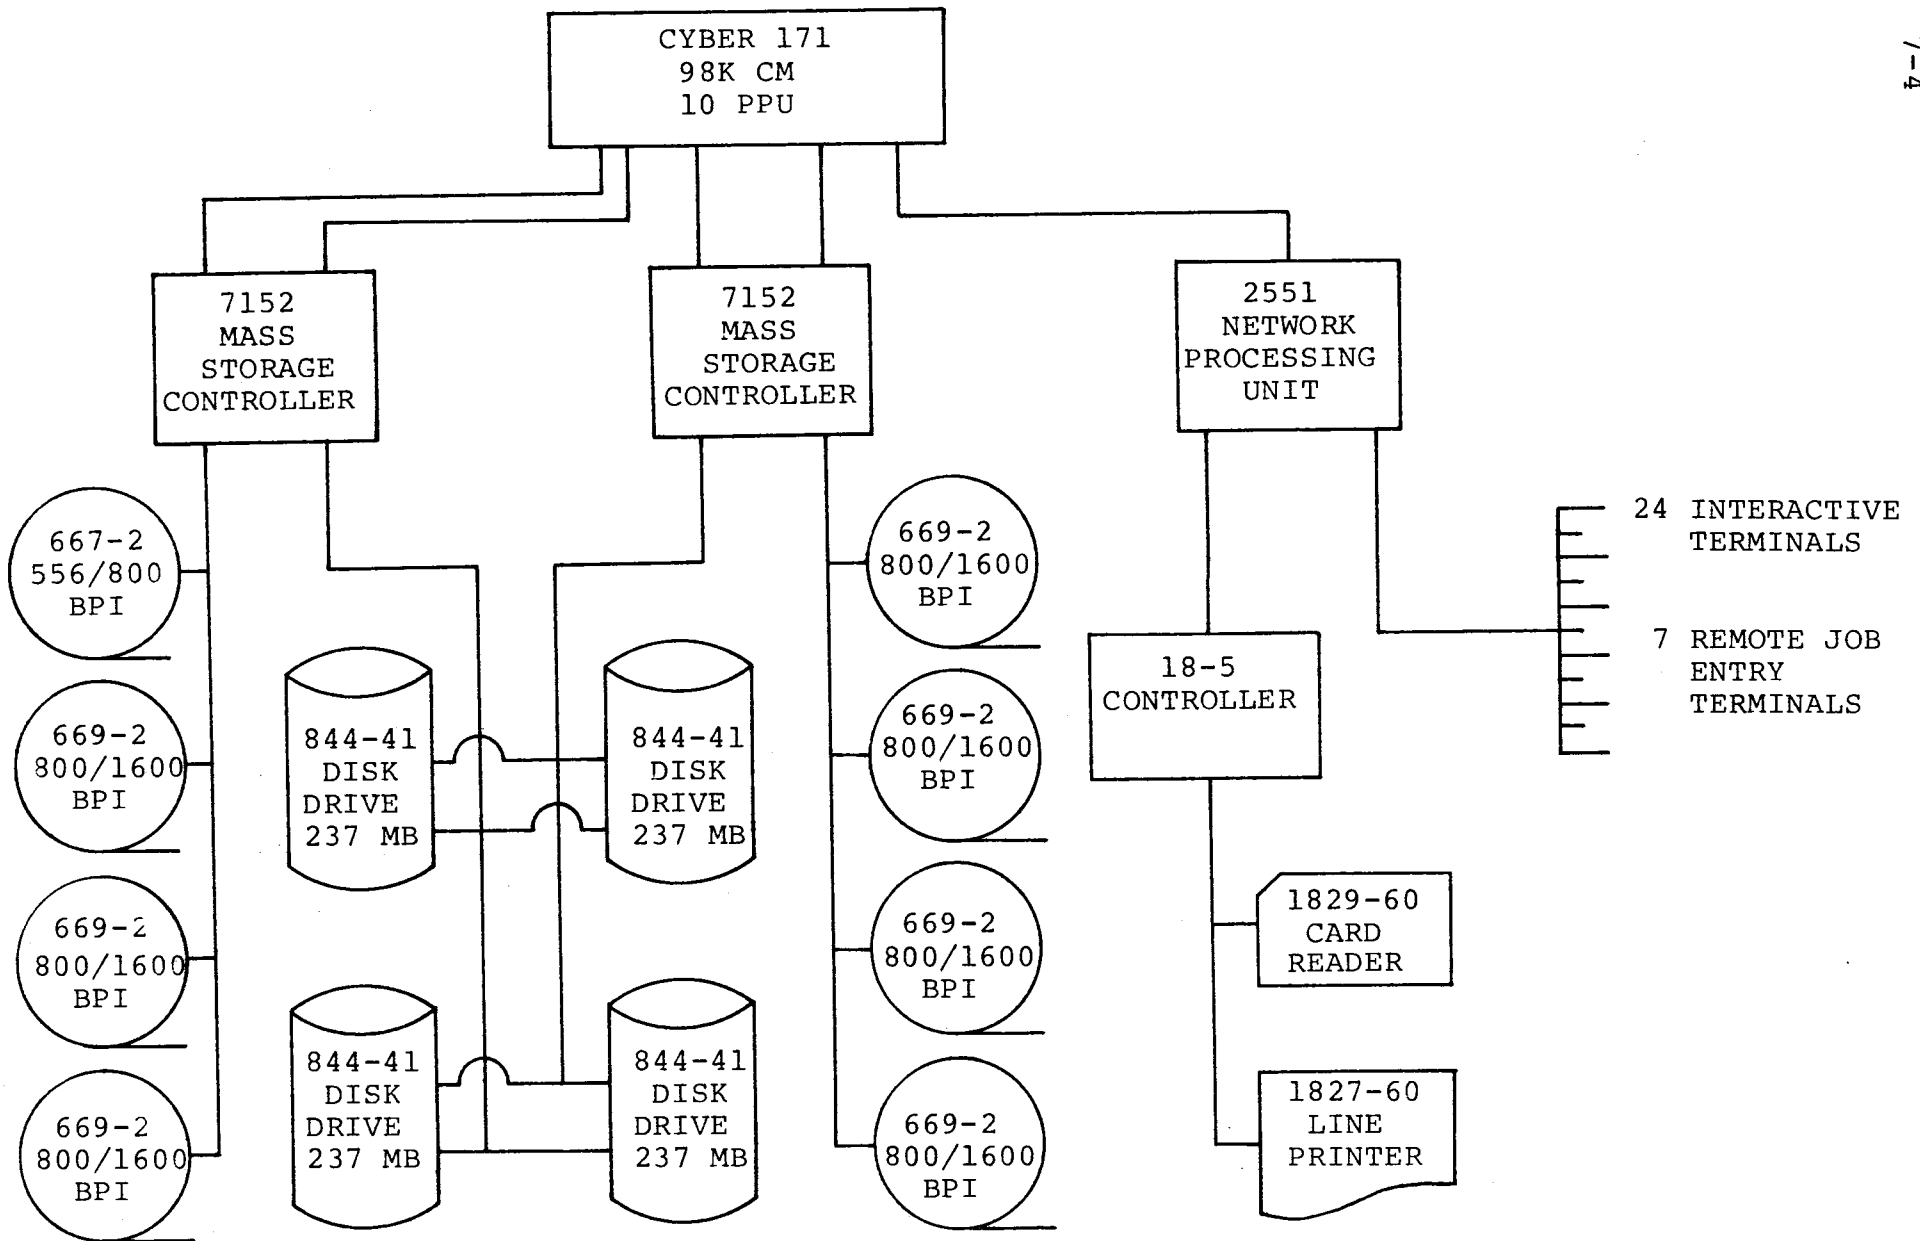 7-4
CYBER 171
98K CM
10 PPU
7152
MASS
STORAGE
CONTROLLER
7152
MASS
STORAGE
CONTROLLER
2551
NETWORK
PROCESSING
UNIT
667-2
556/800
BPI
669-2
800/1600
BPI
669-2
800/1600
BPI
669-2
800/1600
BPI
844-41
DISK
DRIVE
237 MB
844-41
DISK
DRIVE
237 MB
844-41
DISK
DRIVE
237 MB
844-41
DISK
DRIVE
237 MB
669-2
800/1600
BPI
669-2
800/1600
BPI
669-2
800/1600
BPI
669-2
800/1600
BPI
18-5
CONTROLLER
1829-60
CARD
READER
1827-60
LINE
PRINTER
24 INTERACTIVE
TERMINALS
7 REMOTE JOB
ENTRY
TERMINALS